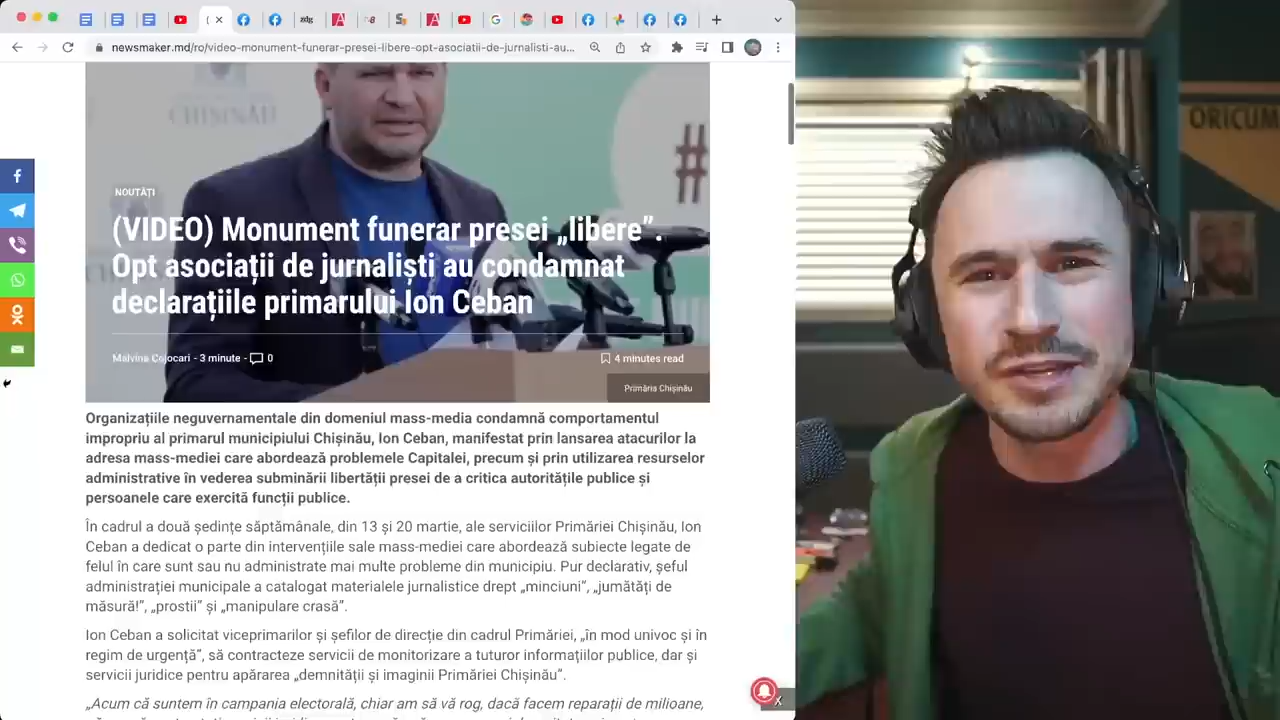 newsmaker.md/ro/video-monument-funerar-presei-libere-opt-asociatii-de-jurnalisti-au...
CHIȘINĂU
#
ORICUM
NOUTĂȚI
(VIDEO) Monument funerar presei „libere”.
Opt asociații de jurnaliști au condamnat
declarațiile primarului Ion Ceban
Malvina Cojocari - 3 minute - 0
4 minutes read
Primăria Chișinău
Organizațiile neguvernamentale din domeniul mass-media condamnă comportamentul
impropriu al primarul municipiului Chișinău, Ion Ceban, manifestat prin lansarea atacurilor la
adresa mass-mediei care abordează problemele Capitalei, precum și prin utilizarea resurselor
administrative în vederea subminării libertății presei de a critica autoritățile publice și
persoanele care exercită funcții publice.
În cadrul a două ședințe săptămânale, din 13 și 20 martie, ale serviciilor Primăriei Chișinău, Ion
Ceban a dedicat o parte din intervențiile sale mass-mediei care abordează subiecte legate de
felul în care sunt sau nu administrate mai multe probleme din municipiu. Pur declarativ, șeful
administrației municipale a catalogat materialele jurnalistice drept „minciuni”, „jumătăți de
măsură!”, „prostii” și „manipulare crasă”.
Ion Ceban a solicitat viceprimarilor și șefilor de direcție din cadrul Primăriei, „în mod univoc și în
regim de urgență”, să contracteze servicii de monitorizare a tuturor informațiilor publice, dar și
servicii juridice pentru apărarea „demnității și imaginii Primăriei Chișinău”.
„Acum că suntem în campania electorală, chiar am să vă rog, dacă facem reparații de milioane,
X